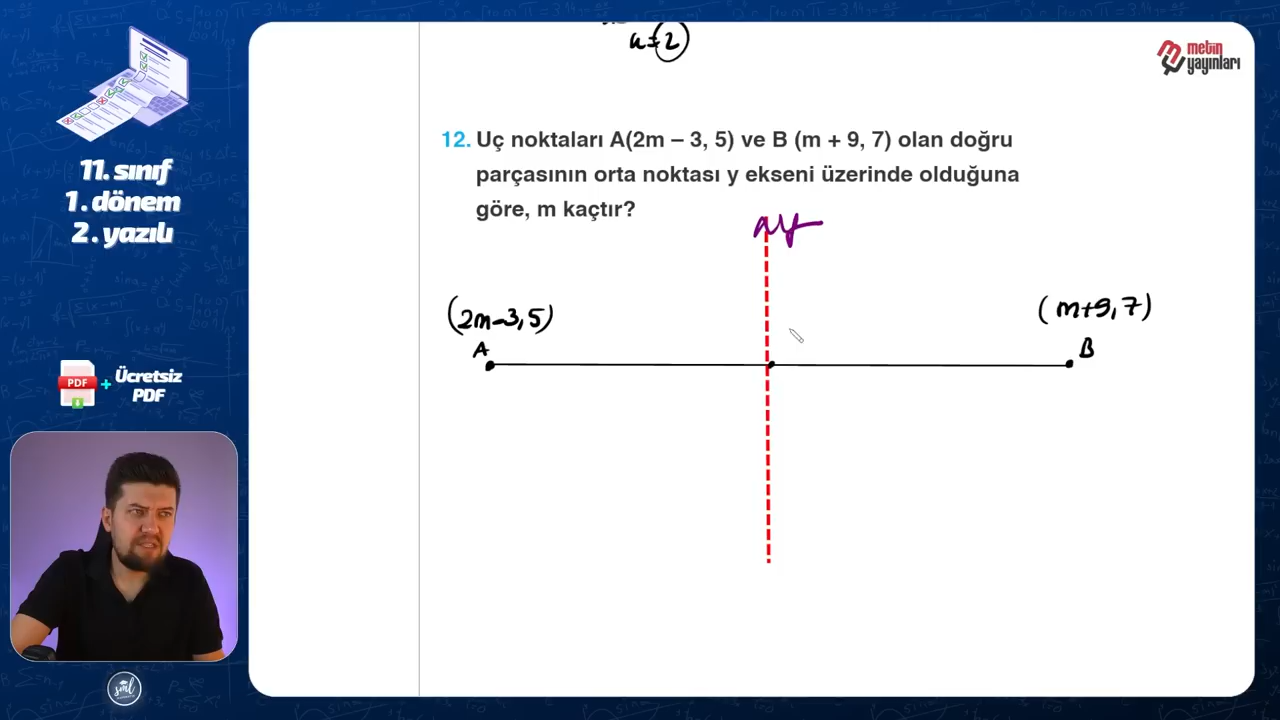 a=2
metin
yayınları
11. sınıf
1. dönem
2. yazılı
12. Uç noktaları A(2m – 3, 5) ve B (m + 9, 7) olan doğru
parçasının orta noktası y ekseni üzerinde olduğuna
göre, m kaçtır?
y
(2m-3,5)
(m+9,7)
A
B
PDF
+ Ücretsiz
PDF
sml